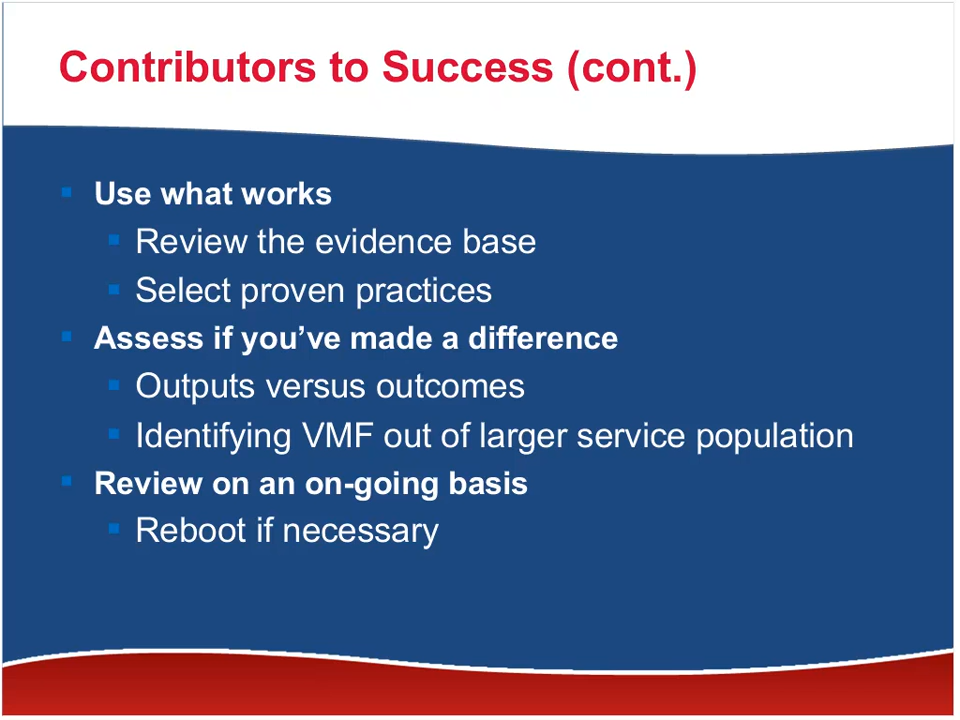 Contributors to Success (cont.)
Use what works
Review the evidence base
Select proven practices
Assess if you’ve made a difference
Outputs versus outcomes
Identifying VMF out of larger service population
Review on an on-going basis
Reboot if necessary